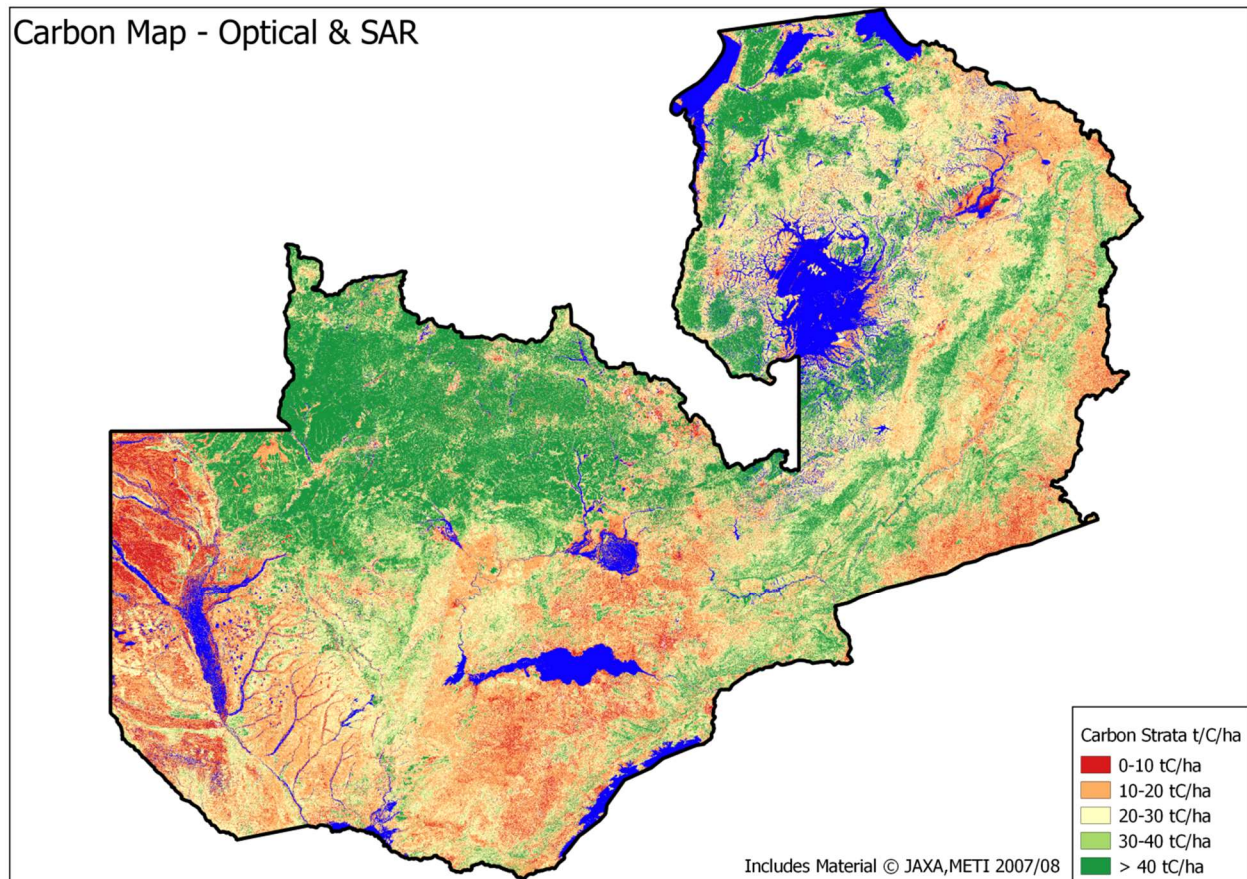 Carbon Map - Optical & SAR
Carbon Strata t/C/ha
0-10 tC/ha
10-20 tC/ha
20-30 tC/ha
30-40 tC/ha
> 40 tC/ha
Includes Material © JAXA,METI 2007/08